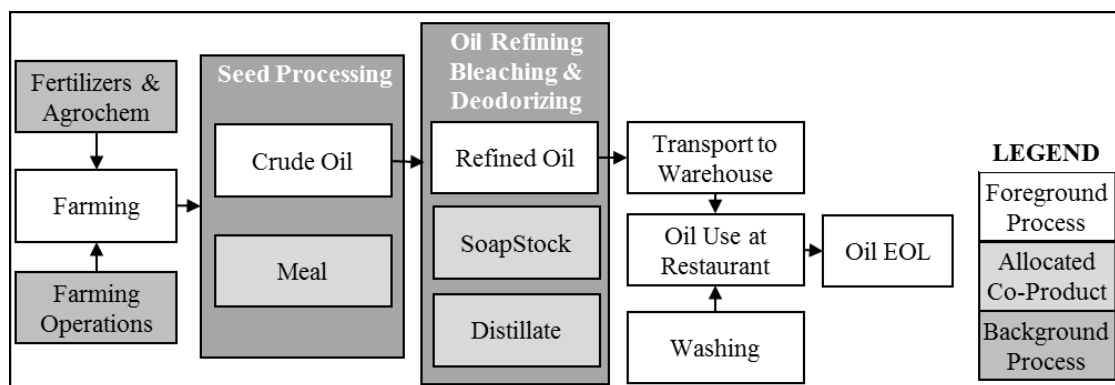 Fertilizers &
Agrochem
Farming
Farming
Operations
Seed Processing
Crude Oil
Meal
Oil Refining
Bleaching &
Deodorizing
Refined Oil
SoapStock
Distillate
Transport to
Warehouse
Oil Use at
Restaurant
Washing
Oil EOL
LEGEND
Foreground
Process
Allocated
Co-Product
Background
Process